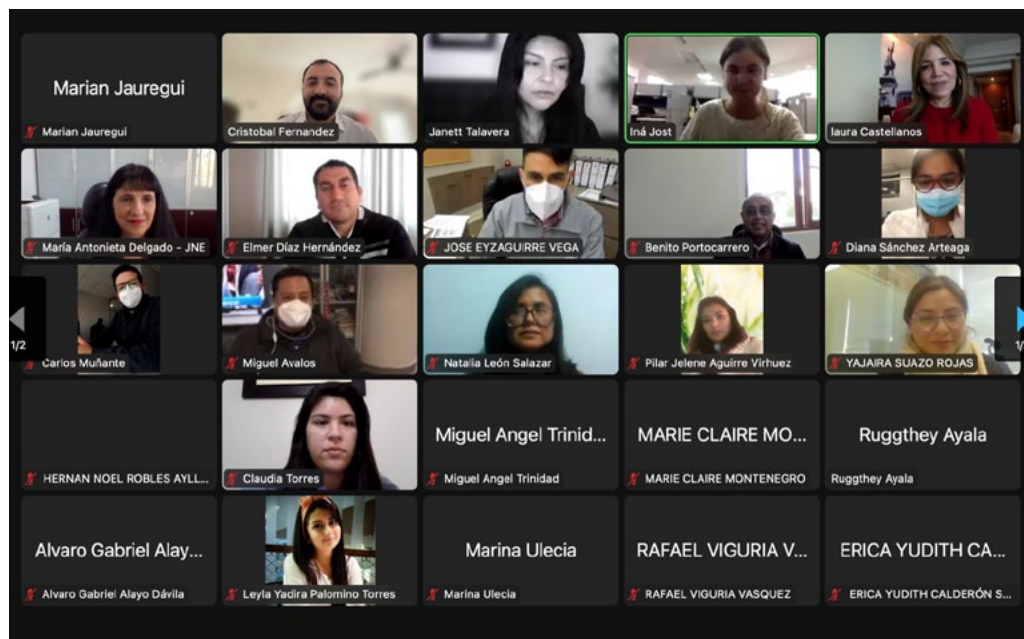 Marian Jauregui
Marian Jauregui
Cristobal Fernandez
Janett Talavera
Iná Jost
laura Castellanos
María Antonieta Delgado - JNE
Elmer Díaz Hernández
JOSE EYZAGUIRRE VEGA
Benito Portocarrero
Diana Sánchez Arteaga
1/2
Carlos Muñante
Miguel Avalos
Natalia León Salazar
Pilar Jelene Aguirre Virhuez
YAJAIRA SUAZO ROJAS
1/
HERNAN NOEL ROBLES AYLL...
Claudia Torres
Miguel Angel Trinid...
Miguel Angel Trinidad
MARIE CLAIRE MO...
MARIE CLAIRE MONTENEGRO
Ruggthey Ayala
Ruggthey Ayala
Alvaro Gabriel Alay...
Alvaro Gabriel Alayo Dávila
Leyla Yadira Palomino Torres
Marina Ulecia
Marina Ulecia
RAFAEL VIGURIA V...
RAFAEL VIGURIA VASQUEZ
ERICA YUDITH CA...
ERICA YUDITH CALDERÓN S...